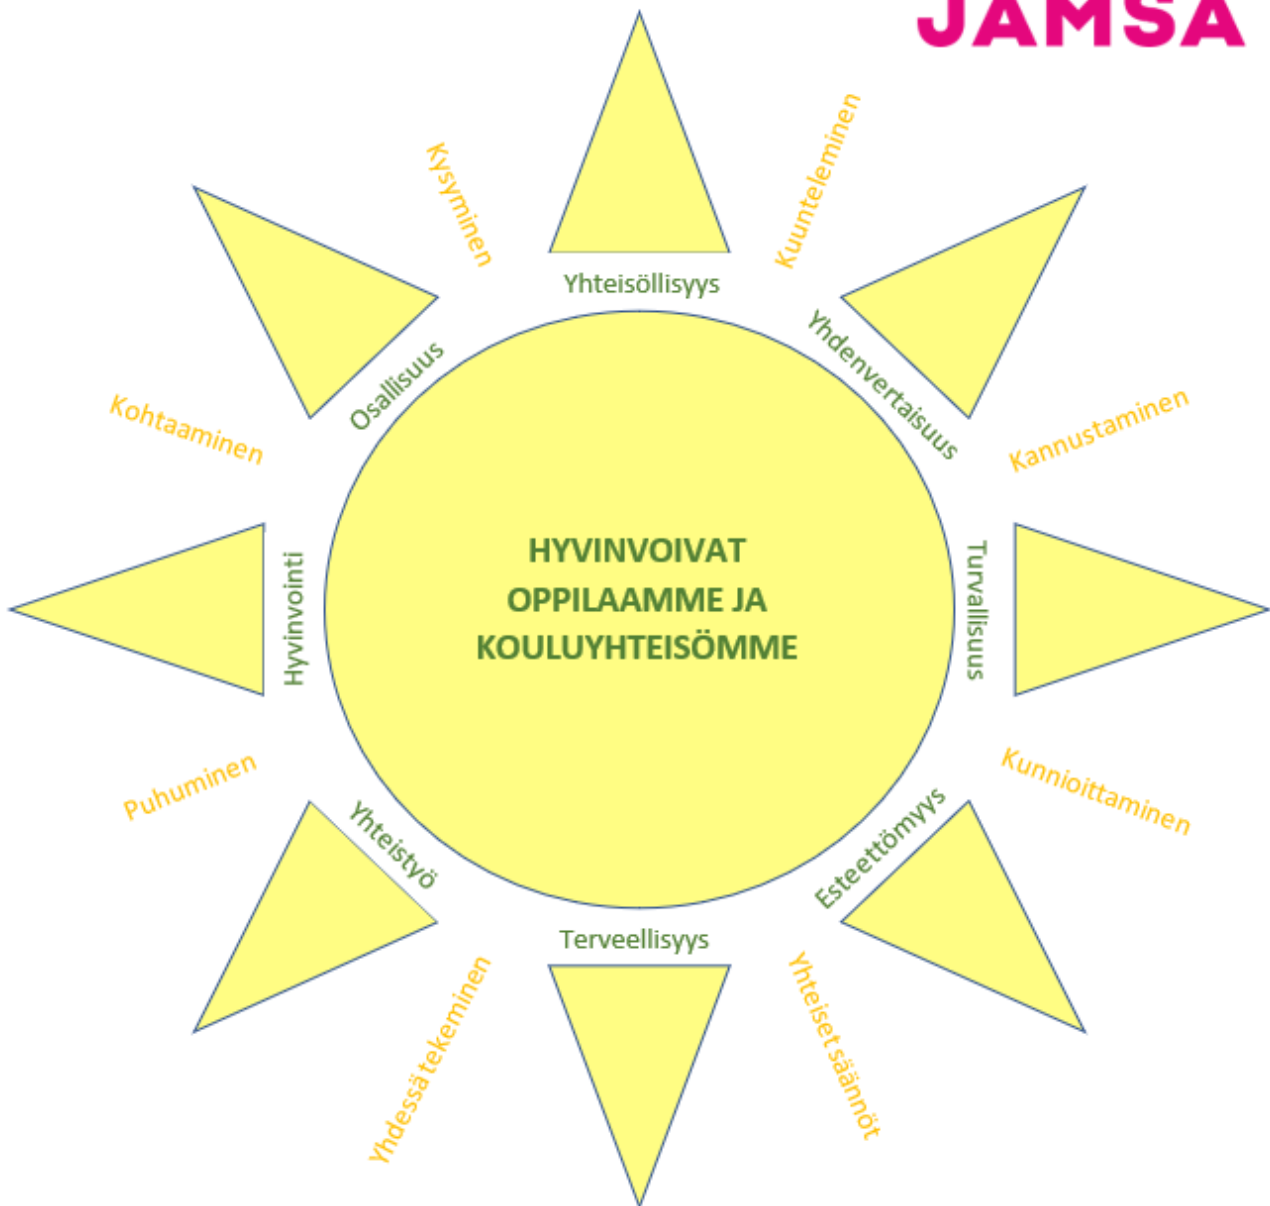 JÄMSÄ
Kysyminen
Kuunteleminen
Yhteisöllisyys
Yhdenvertaisuus
Osallisuus
Kohtaaminen
Kannustaminen
HYVINVOIVAT
OPPILAAMME JA
KOULUYHTEISÖMME
Hyvinvointi
Turvallisuus
Puhuminen
Kunnioittaminen
Yhteistyö
Esteettömyys
Terveellisyys
Yhdessä tekeminen
Yhteiset säännöt